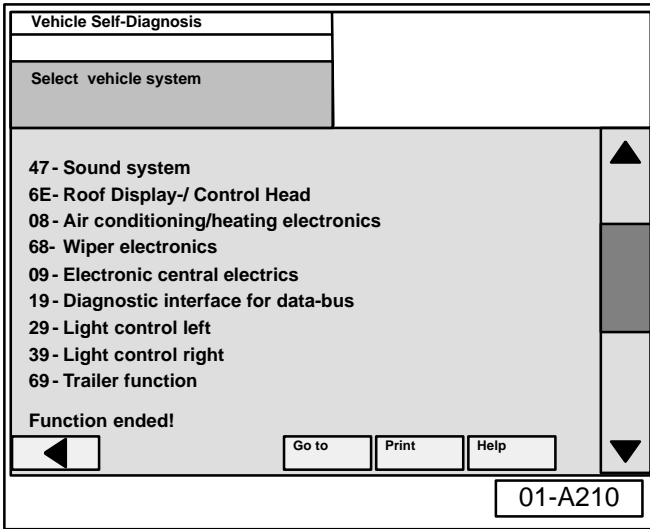 Vehicle Self-Diagnosis
Select vehicle system
47 - Sound system
6E- Roof Display-/ Control Head
08 - Air conditioning/heating electronics
68- Wiper electronics
09 - Electronic central electrics
19 - Diagnostic interface for data-bus
29 - Light control left
39 - Light control right
69 - Trailer function
Function ended!
Go to Print Help
01-A210